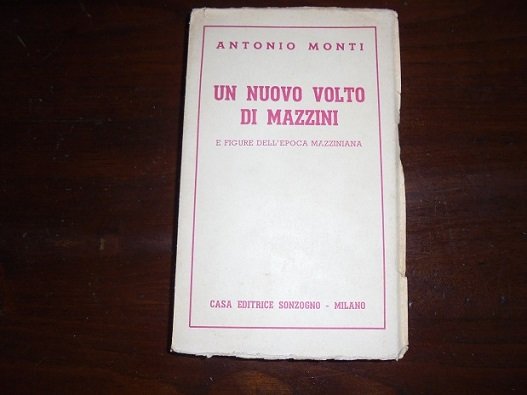 ANTONIO MONTI
UN NUOVO VOLTO
DI MAZZINI
E FIGURE DELL'EPOCA MAZZINIANA
CASA EDITRICE SONZOGNO - MILANO